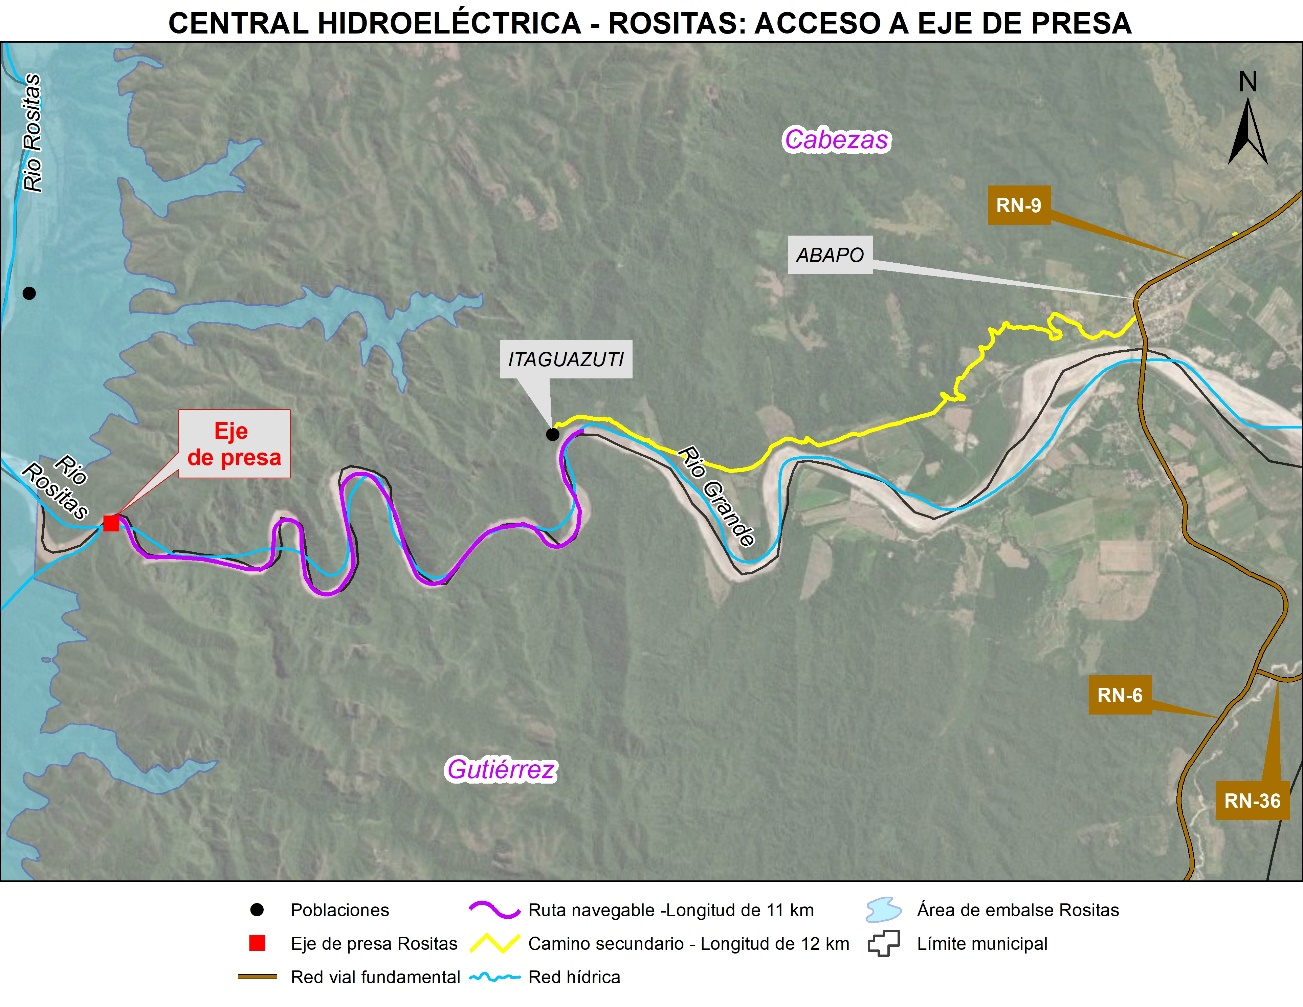 CENTRAL HIDROELÉCTRICA - ROSITAS: ACCESO A EJE DE PRESA
Rio Rositas
N
Cabezas
RN-9
ABAPO
ITAGUAZUTI
Eje
de presa
Rio
Rositas
Rio Grande
RN-6
Gutiérrez
RN-36
Poblaciones
Ruta navegable -Longitud de 11 km
Área de embalse Rositas
Eje de presa Rositas
Camino secundario - Longitud de 12 km
Límite municipal
Red vial fundamental
Red hídrica